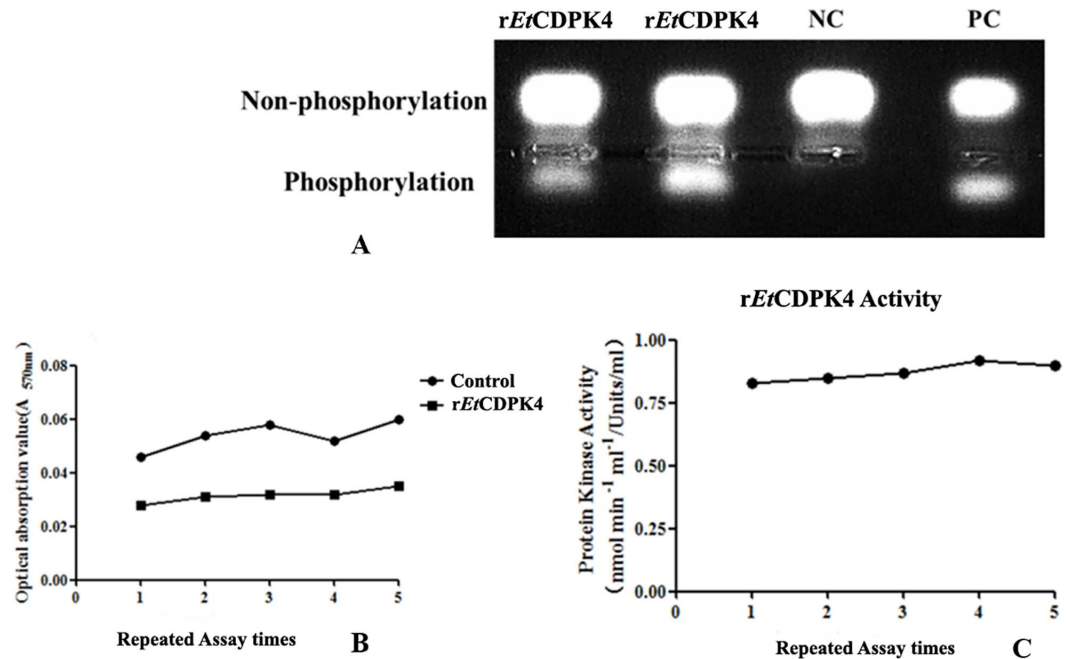 rEtCDPK4 rEtCDPK4 NC PC
Non-phosphorylation
Phosphorylation
A
rEtCDPK4 Activity
Optical absorption value(A 570nm)
0.08
0.06
0.04
0.02
0.00
0 1 2 3 4 5
Control
rEtCDPK4
Repeated Assay times
B
Protein Kinase Activity
(nmol min⁻¹ ml⁻¹/Units/ml)
1.00
0.75
0.50
0.25
0.00
0 1 2 3 4 5
Repeated Assay times
C